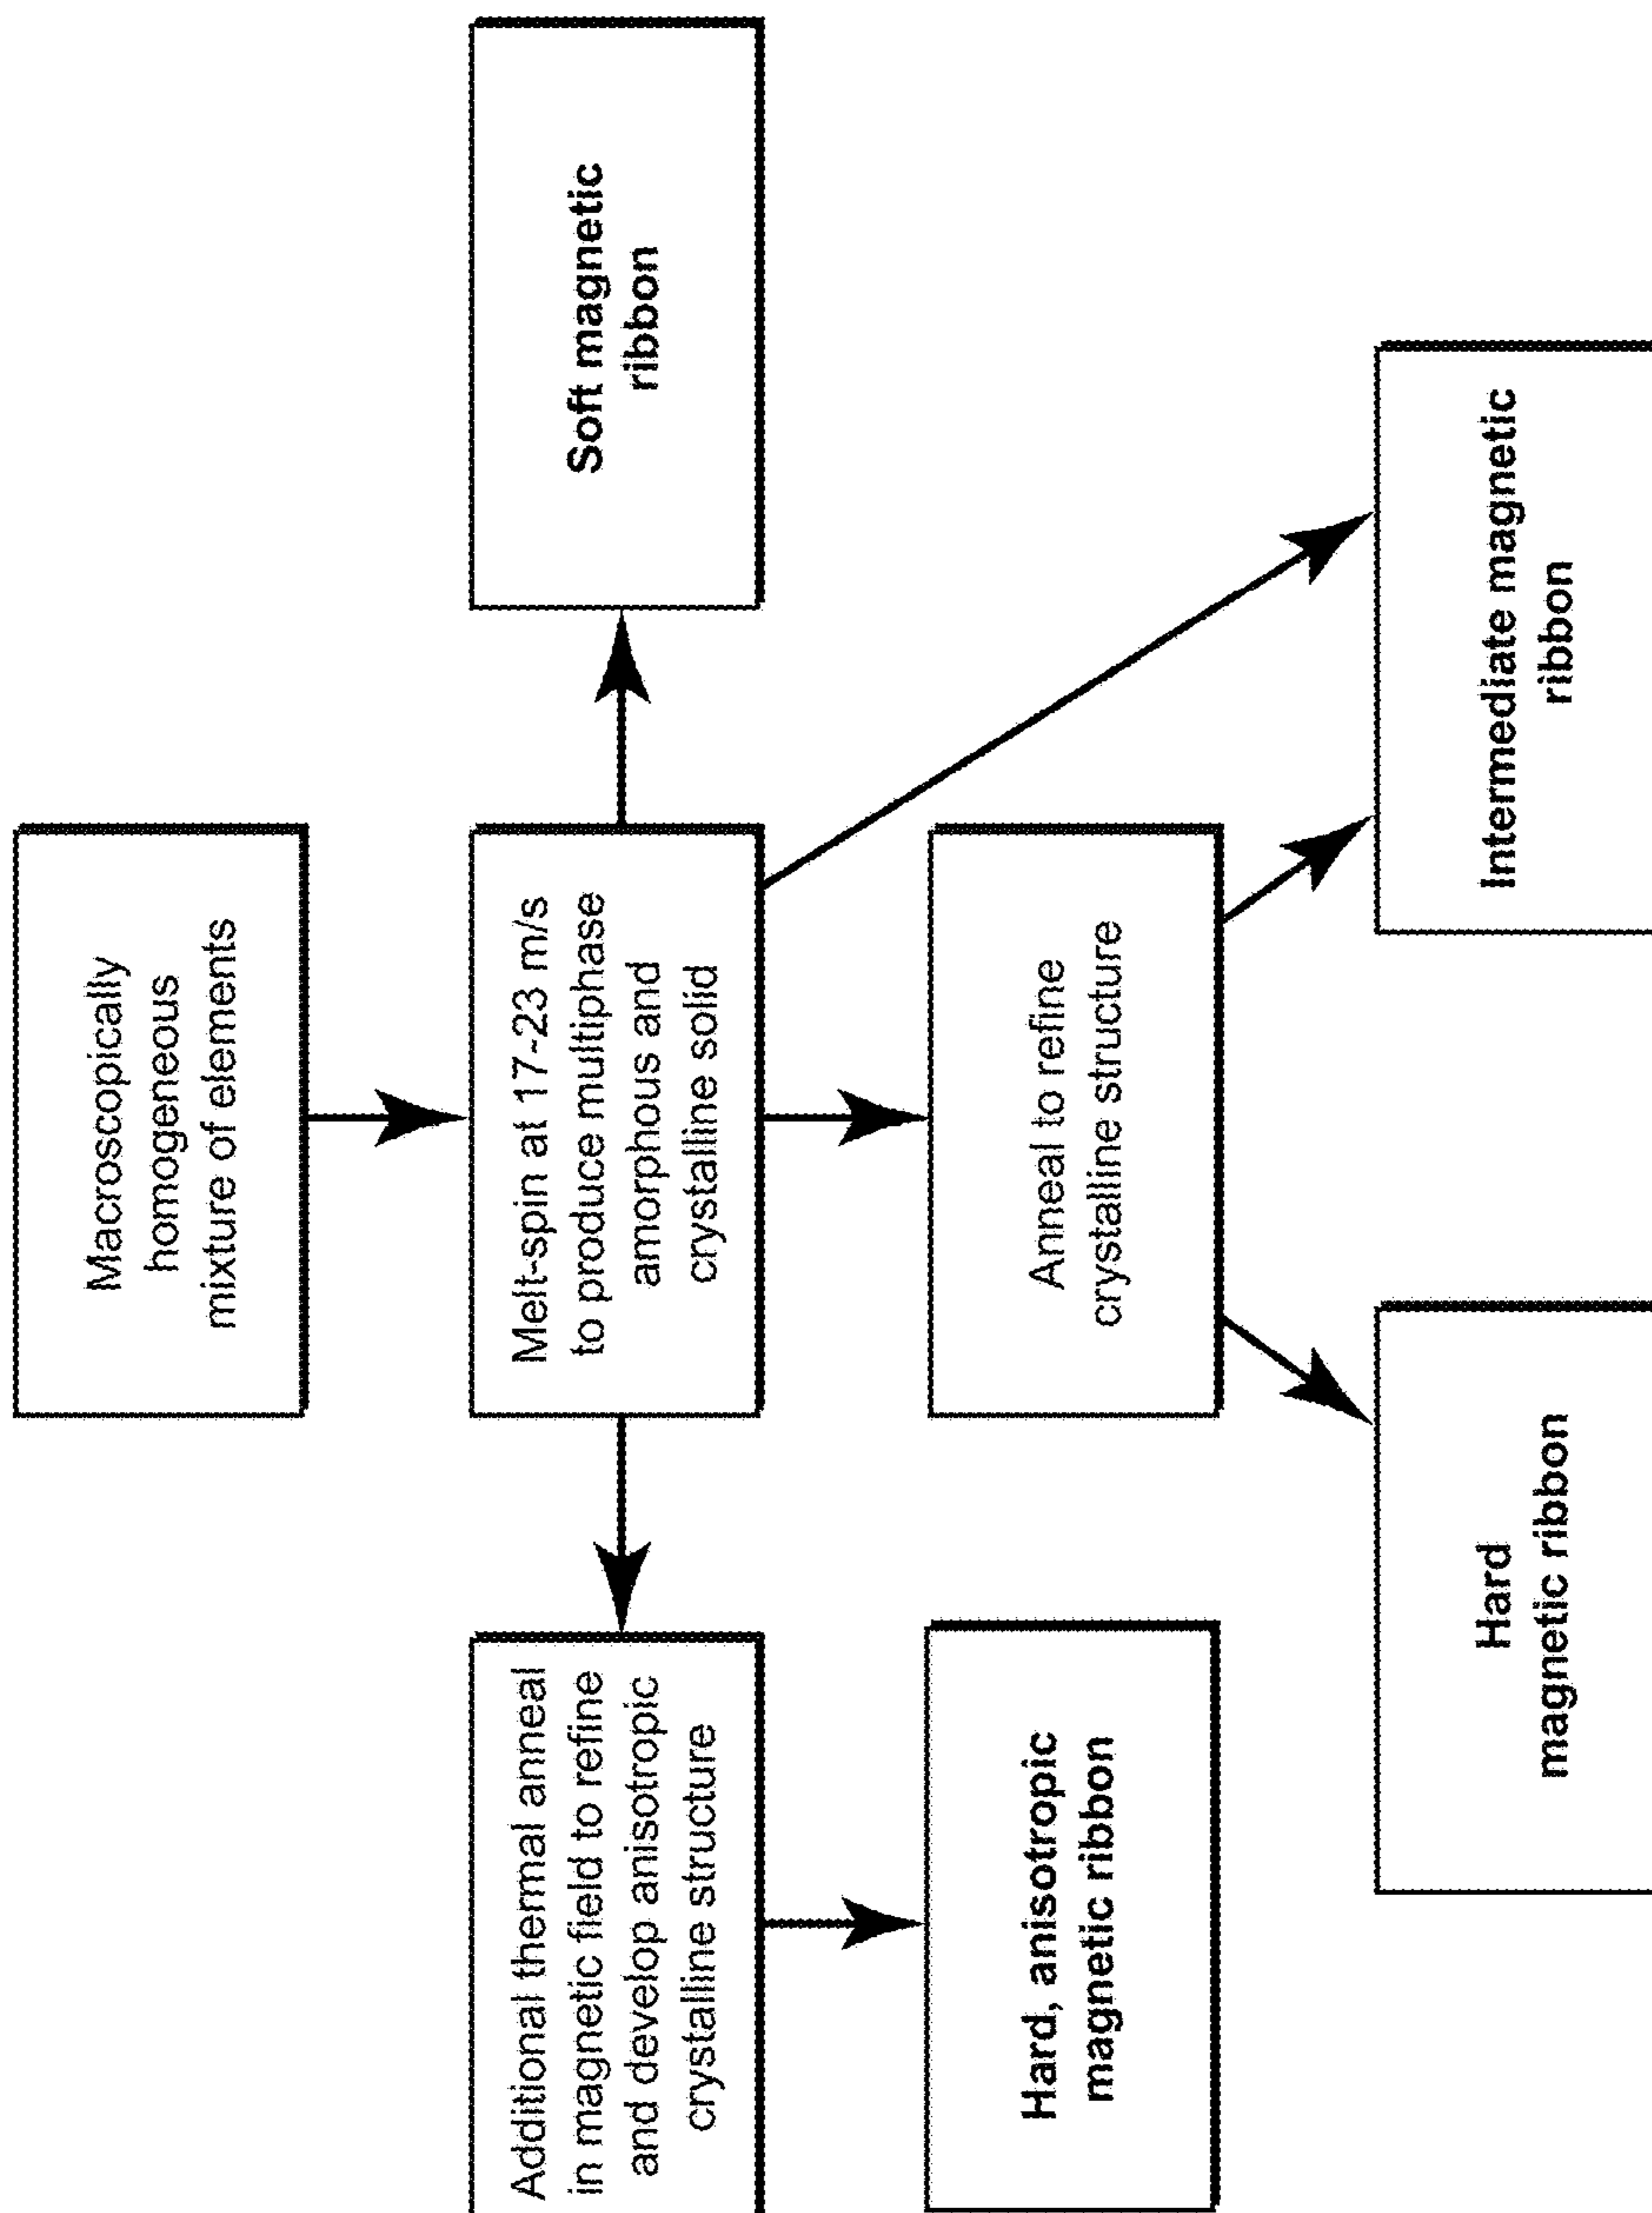 Macroscopically
homogeneous
mixture of elements
Additional thermal anneal
in magnetic field to refine
and develop anisotropic
crystalline structure
Melt-spin at 17-23 m/s
to produce multiphase
amorphous and
crystalline solid
Soft magnetic
ribbon
Hard, anisotropic
magnetic ribbon
Anneal to refine
crystalline structure
Hard
magnetic ribbon
Intermediate magnetic
ribbon